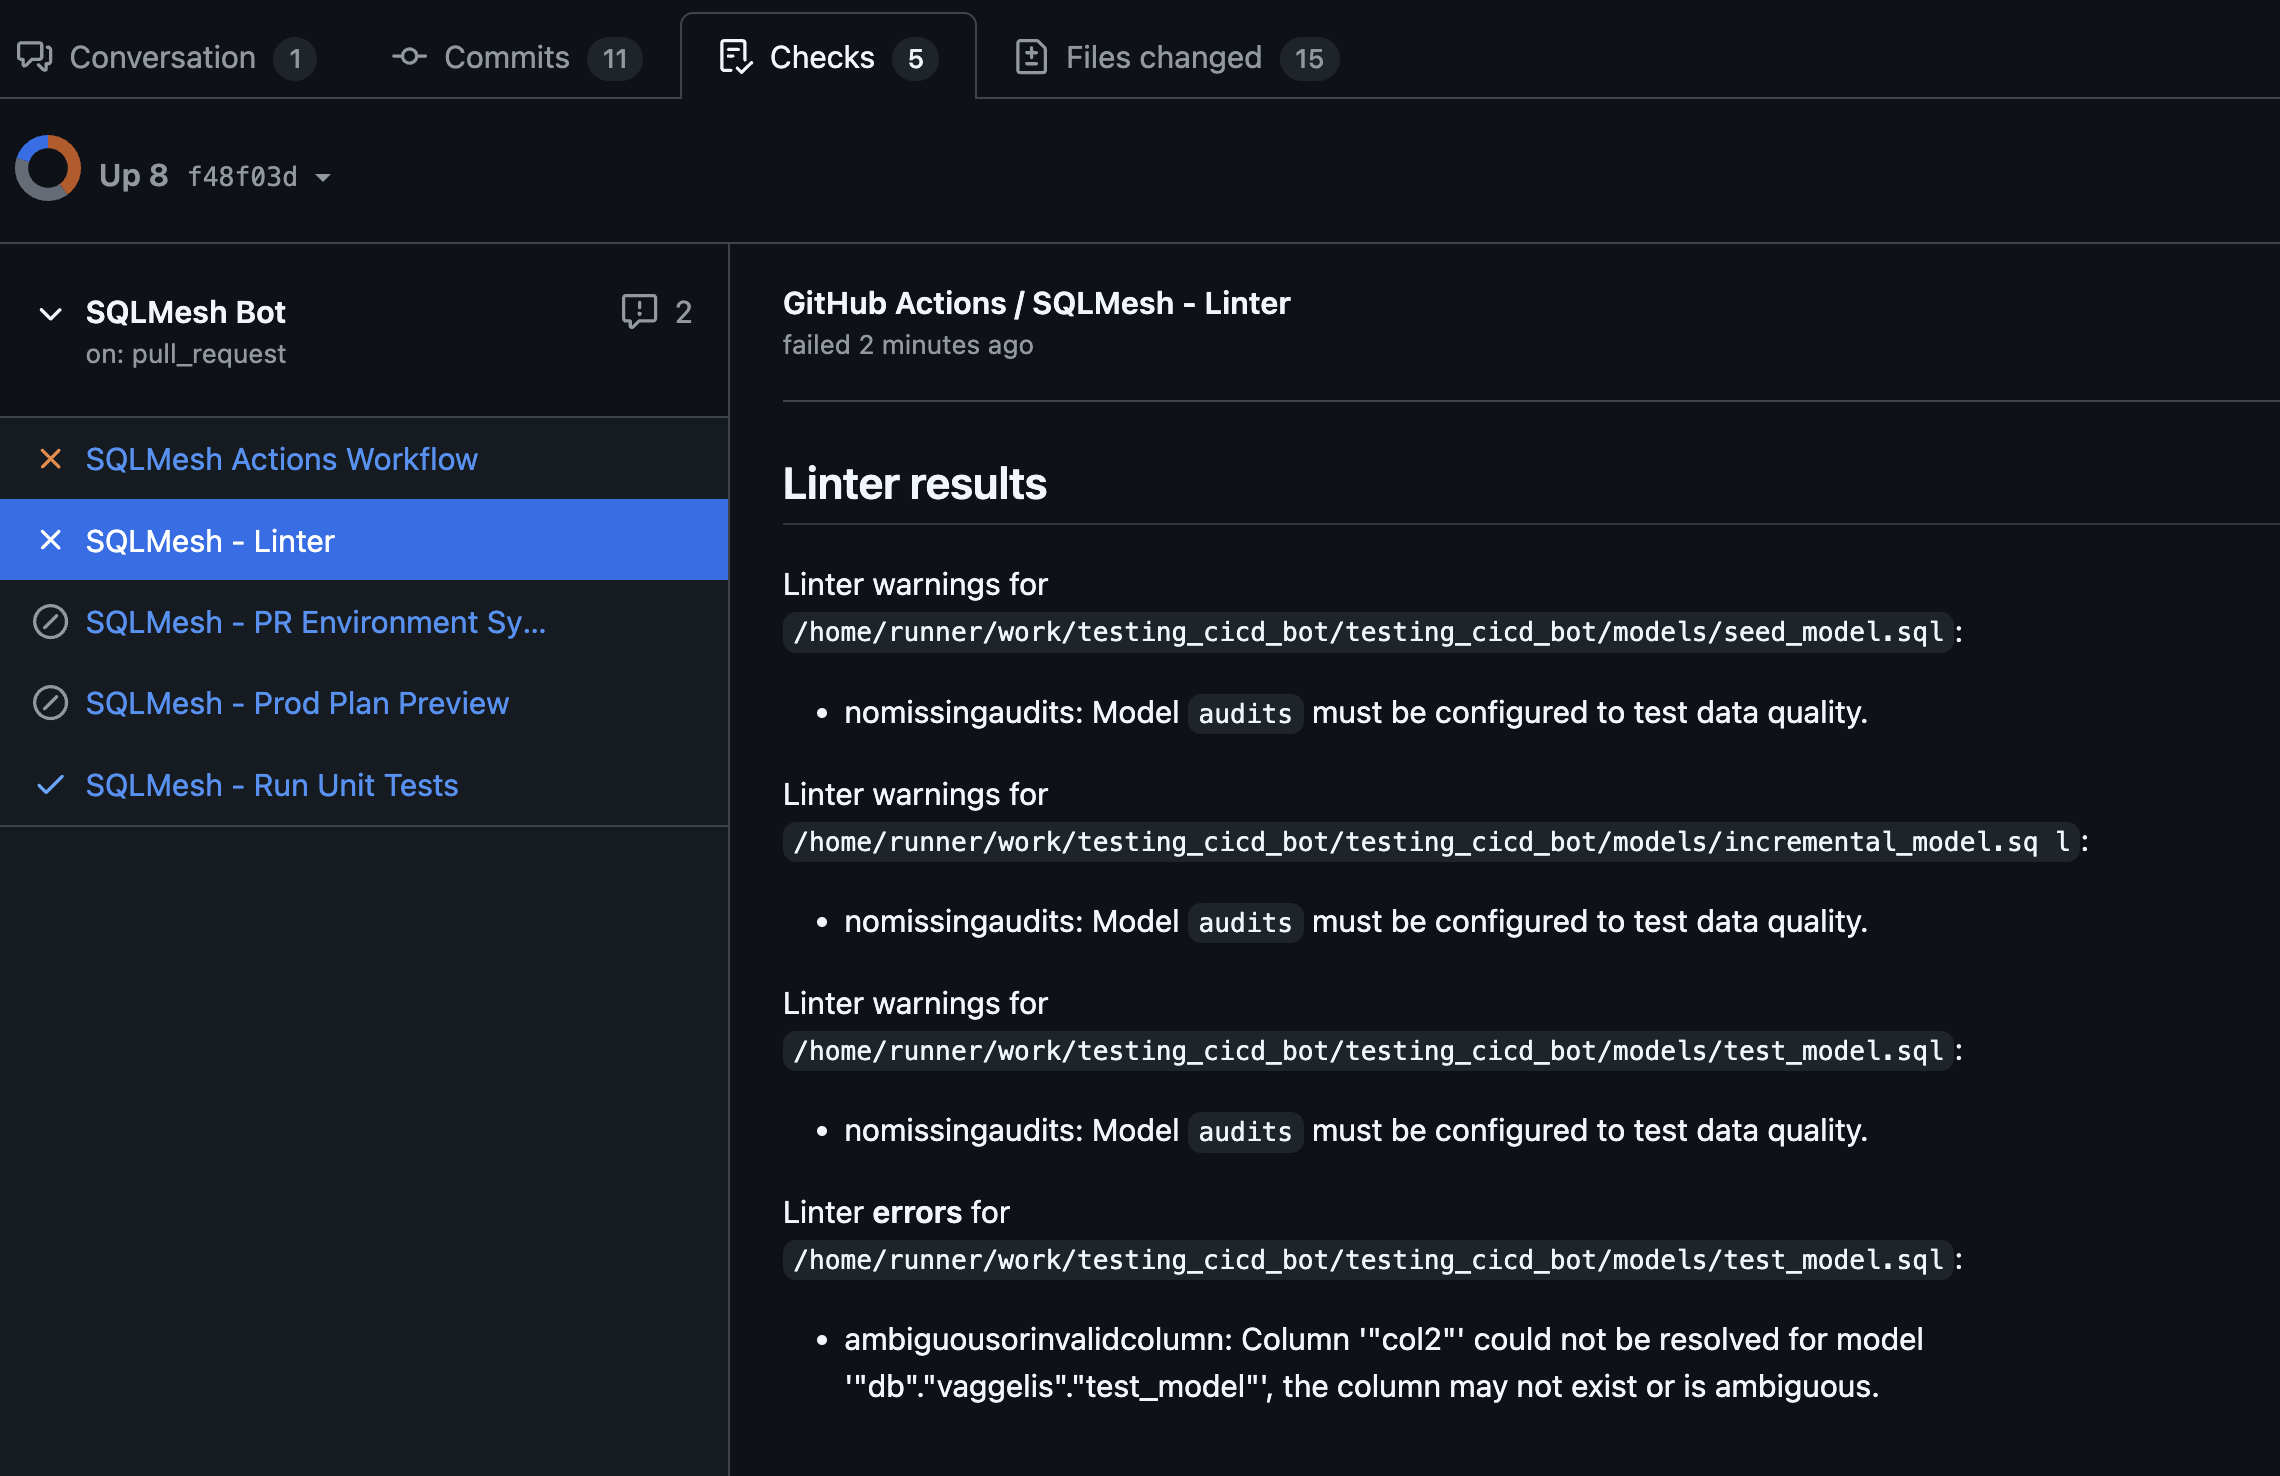 Conversation 1
Commits 11
Checks 5
Files changed 15
Up 8 f48f03d
SQLMesh Bot 2
on: pull_request
SQLMesh Actions Workflow
SQLMesh - Linter
SQLMesh - PR Environment Sy...
SQLMesh - Prod Plan Preview
SQLMesh - Run Unit Tests
GitHub Actions / SQLMesh - Linter
failed 2 minutes ago
Linter results
Linter warnings for
/home/runner/work/testing_cicd_bot/testing_cicd_bot/models/seed_model.sql:
• nomissingaudits: Model audits must be configured to test data quality.
Linter warnings for
/home/runner/work/testing_cicd_bot/testing_cicd_bot/models/incremental_model.sq l:
• nomissingaudits: Model audits must be configured to test data quality.
Linter warnings for
/home/runner/work/testing_cicd_bot/testing_cicd_bot/models/test_model.sql:
• nomissingaudits: Model audits must be configured to test data quality.
Linter errors for
/home/runner/work/testing_cicd_bot/testing_cicd_bot/models/test_model.sql:
• ambiguousorinvalidcolumn: Column '"col2"' could not be resolved for model
'"db"."vaggelis"."test_model"', the column may not exist or is ambiguous.